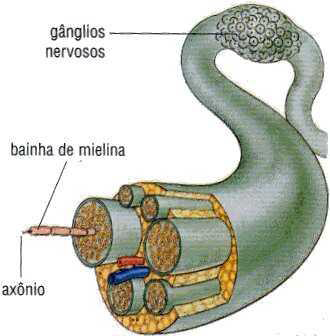 gânglios
nervosos
bainha de mielina
axônio